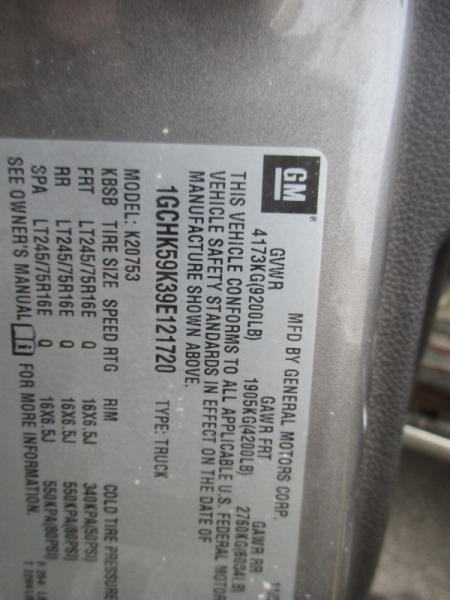 GM ®
MFD BY GENERAL MOTORS CORP.
GVWR GAWR FRT GAWR RR
4173KG(9200LB) 1905KG(4200LB) 2760KG(6084LB)
THIS VEHICLE CONFORMS TO ALL APPLICABLE U.S. FEDERAL MOTOR
VEHICLE SAFETY STANDARDS IN EFFECT ON THE DATE OF
MANUFACTURE SHOWN ABOVE.
1GCHK59K39E121720 TYPE: TRUCK
MODEL: K20753
KBSB TIRE SIZE SPEED RTG RIM COLD TIRE PRESSURE
FRT LT245/75R16E Q 16X6.5J 340KPA(50PSI)
RR LT245/75R16E Q 16X6.5J 550KPA(80PSI)
SPA LT245/75R16E Q 16X6.5J 550KPA(80PSI)
SEE OWNER'S MANUAL FOR MORE INFORMATION.